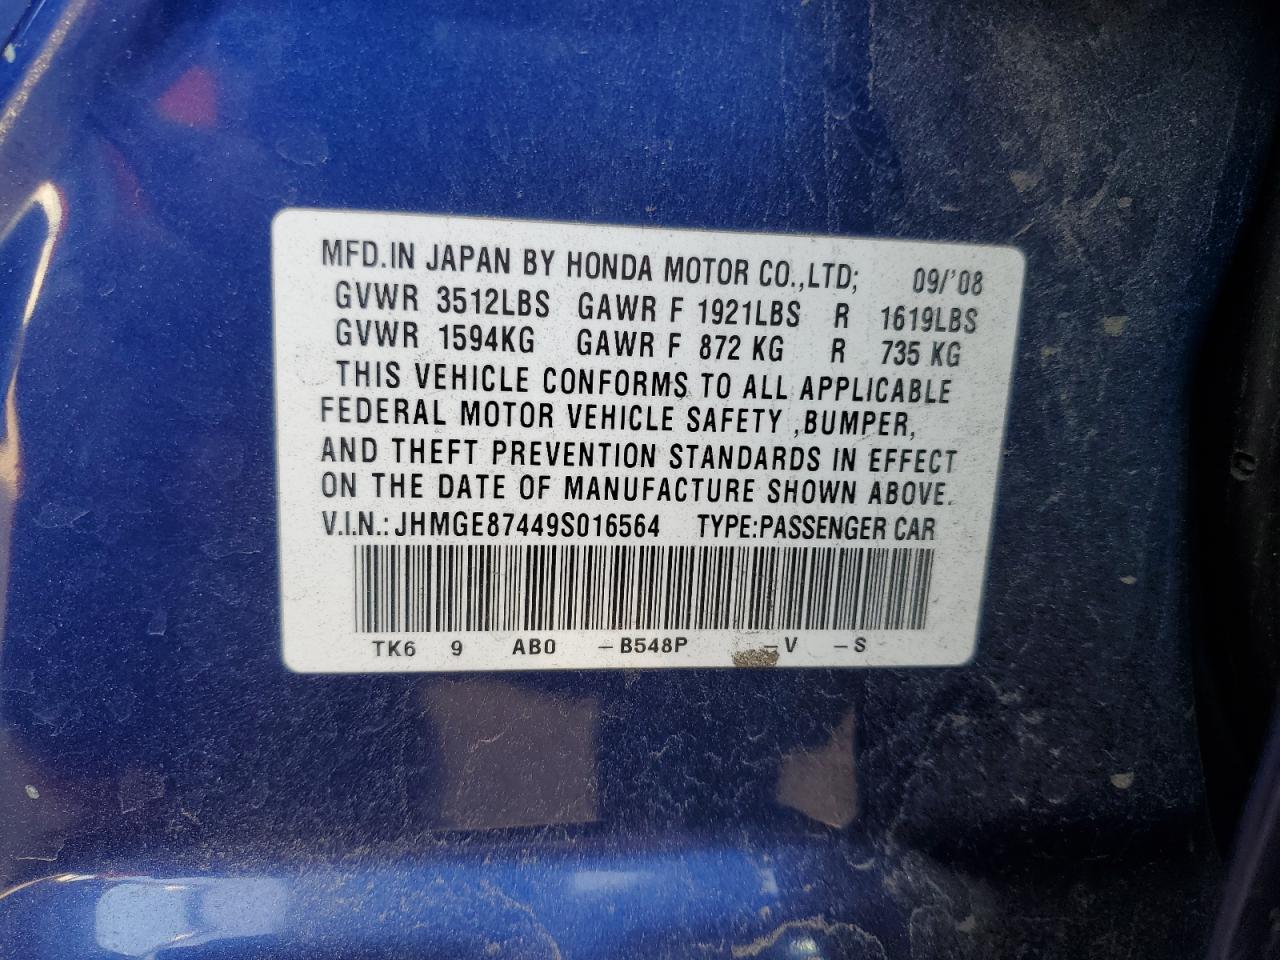 MFD.IN JAPAN BY HONDA MOTOR CO.,LTD; 09/'08
GVWR 3512LBS GAWR F 1921LBS R 1619LBS
GVWR 1594KG GAWR F 872 KG R 735 KG
THIS VEHICLE CONFORMS TO ALL APPLICABLE
FEDERAL MOTOR VEHICLE SAFETY ,BUMPER,
AND THEFT PREVENTION STANDARDS IN EFFECT
ON THE DATE OF MANUFACTURE SHOWN ABOVE.
V.I.N.: JHMGE87449S016564 TYPE:PASSENGER CAR
TK6 9 AB0 –B548P –V –S